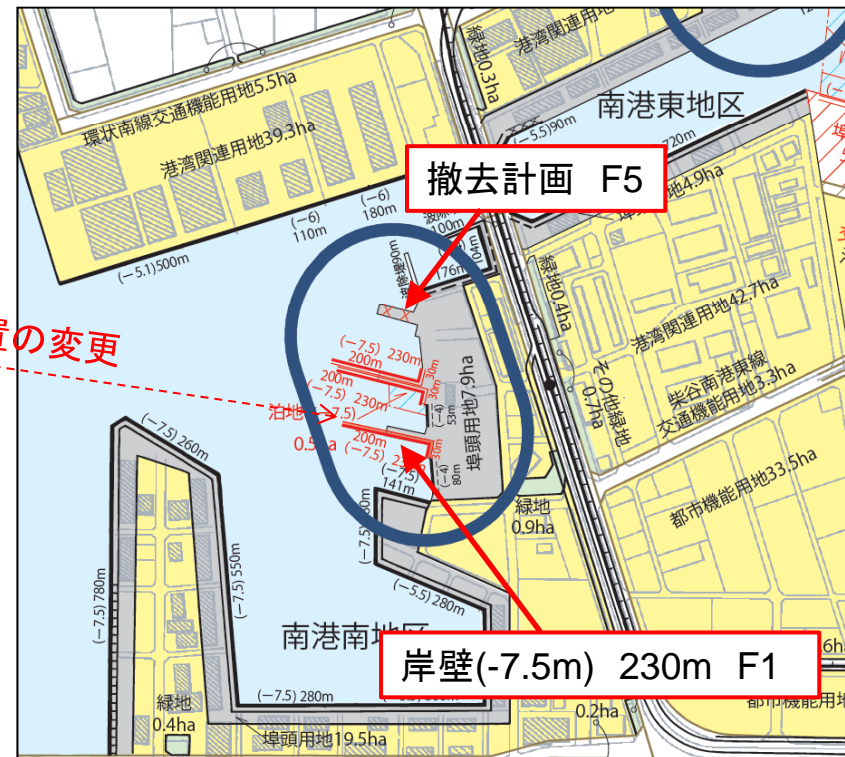 港湾関連用地
緑地0.3ha
環状南線交通機能用地5.5ha
港湾関連用地39.3ha
南港東地区
(−5.5)90m
720m
撤去計画 F5
埠頭用地4.9ha
(−6)
110m
(−6)
180m
100m
104m
176m
波除堤90m
(−5.1)500m
緑地0.4ha
港湾関連用地42.7ha
柴谷南港東線
交通機能用地3.3ha
その他緑地
0.7ha
置の変更
(−7.5) 230m
200m
30m
200m
(−7.5) 230m
30m
泊地
(−7.5)
0.5ha
200m
(−7.5)
30m
(−4)
53m
(−4)
80m
(−7.5)
141m
埠頭用地7.9ha
都市機能用地33.5ha
緑地
0.9ha
(−7.5) 260m
(−7.5) 550m
(−7.5) 780m
(−5.5) 280m
南港南地区
岸壁(-7.5m) 230m F1
(−7.5) 280m
緑地
0.4ha
埠頭用地19.5ha
0.2ha
都市機能用地